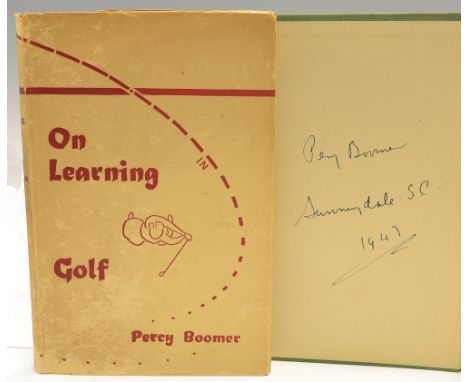 On
Learning
IN
Golf
Percy Boomer
Percy Boomer
Sunningdale. S.C.
1947